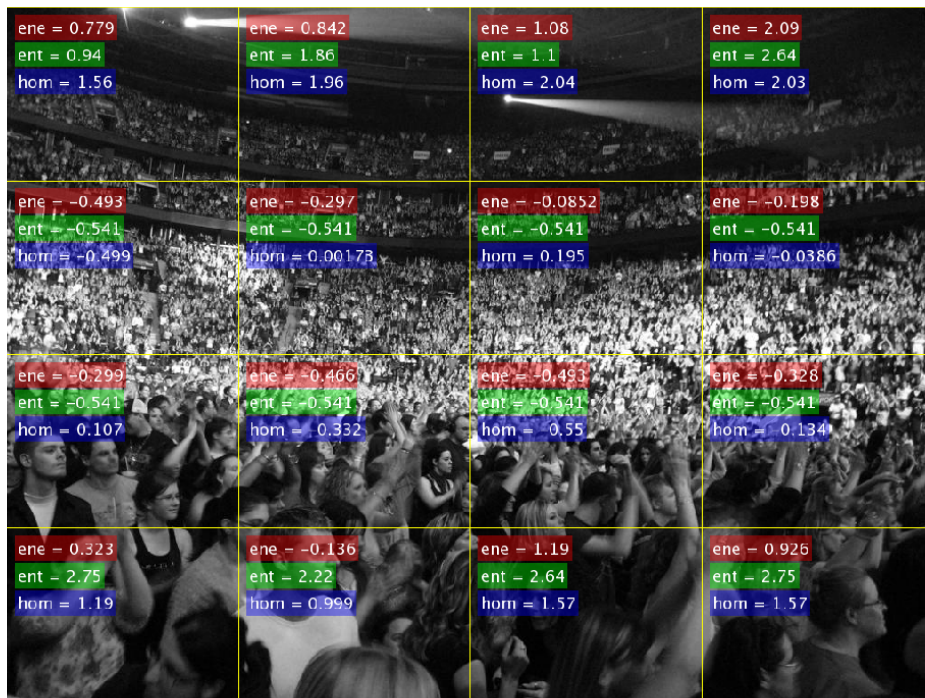 ene = 0.779
ent = 0.94
hom = 1.56
ene = 0.842
ent = 1.86
hom = 1.96
ene = 1.08
ent = 1.1
hom = 2.04
ene = 2.09
ent = 2.64
hom = 2.03
ene = −0.493
ent = −0.541
hom = −0.499
ene = −0.297
ent = −0.541
hom = 0.00173
ene = −0.0852
ent = −0.541
hom = 0.195
ene = −0.198
ent = −0.541
hom = −0.0386
ene = −0.299
ent = −0.541
hom = 0.107
ene = −0.466
ent = −0.541
hom = −0.332
ene = −0.493
ent = −0.541
hom = −0.55
ene = −0.328
ent = −0.541
hom = −0.134
ene = 0.323
ent = 2.75
hom = 1.19
ene = −0.136
ent = 2.22
hom = 0.999
ene = 1.19
ent = 2.64
hom = 1.57
ene = 0.926
ent = 2.75
hom = 1.57